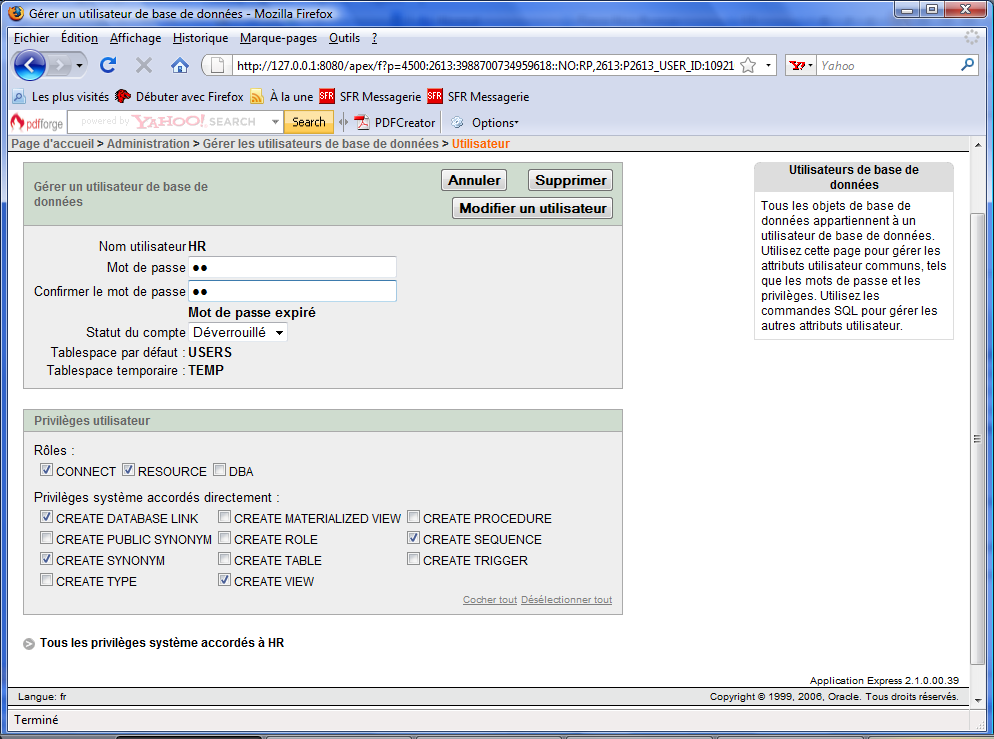 Gérer un utilisateur de base de données - Mozilla Firefox
Fichier Édition Affichage Historique Marque-pages Outils ?
http://127.0.0.1:8080/apex/f?p=4500:2613:3988700734959618::NO:RP,2613:P2613_USER_ID:10921
Yahoo
Les plus visités Débuter avec Firefox À la une SFR SFR Messagerie SFR SFR Messagerie
pdfforge powered by YAHOO! SEARCH Search PDFCreator Options
Page d'accueil > Administration > Gérer les utilisateurs de base de données > Utilisateur
Gérer un utilisateur de base de
données
Annuler Supprimer
Modifier un utilisateur
Nom utilisateur HR
Mot de passe ●●
Confirmer le mot de passe ●●
Mot de passe expiré
Statut du compte Déverrouillé
Tablespace par défaut : USERS
Tablespace temporaire : TEMP
Utilisateurs de base de
données
Tous les objets de base de
données appartiennent à un
utilisateur de base de données.
Utilisez cette page pour gérer les
attributs utilisateur communs, tels
que les mots de passe et les
privilèges. Utilisez les
commandes SQL pour gérer les
autres attributs utilisateur.
Privilèges utilisateur
Rôles :
CONNECT RESOURCE DBA
Privilèges système accordés directement :
CREATE DATABASE LINK CREATE MATERIALIZED VIEW CREATE PROCEDURE
CREATE PUBLIC SYNONYM CREATE ROLE CREATE SEQUENCE
CREATE SYNONYM CREATE TABLE CREATE TRIGGER
CREATE TYPE CREATE VIEW
Cocher tout Désélectionner tout
Tous les privilèges système accordés à HR
Application Express 2.1.0.00.39
Langue: fr Copyright © 1999, 2006, Oracle. Tous droits réservés.
Terminé